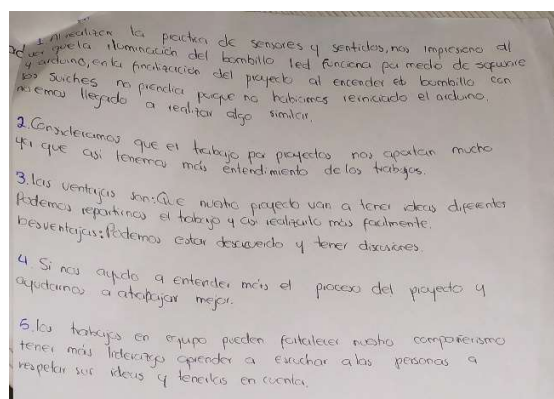 1. Al realizar la practica de sensores y sentidos, nos impresiono al
ver que la iluminación del bombillo led funciona por medio de sofware
y arduino, en la finalización del proyecto al encender el bombillo con
los suiches no prendia porque no habiamos reiniciado el arduino,
no emos llegado a realizar algo similar.
2. Consideramos que el trabajo por proyectos nos aportan mucho
ya que asi tenemos más entendimiento de los trabajos.
3. las ventajas son: Que nuestro proyecto van a tener ideas diferentes
Podemos repartirnos el trabajo y asi realizarlo más facilmente.
Desventajas: Podemos estar desacuerdo y tener discusiones.
4. Si nos ayudo a entender más el proceso del proyecto y
ayudarnos a atrabajar mejor.
5. los trabajos en equipo pueden fortalecer nuestro compañerismo
tener más liderazgo aprender a escuchar a las personas a
respetar sus ideas y tenerlas en cuenta.